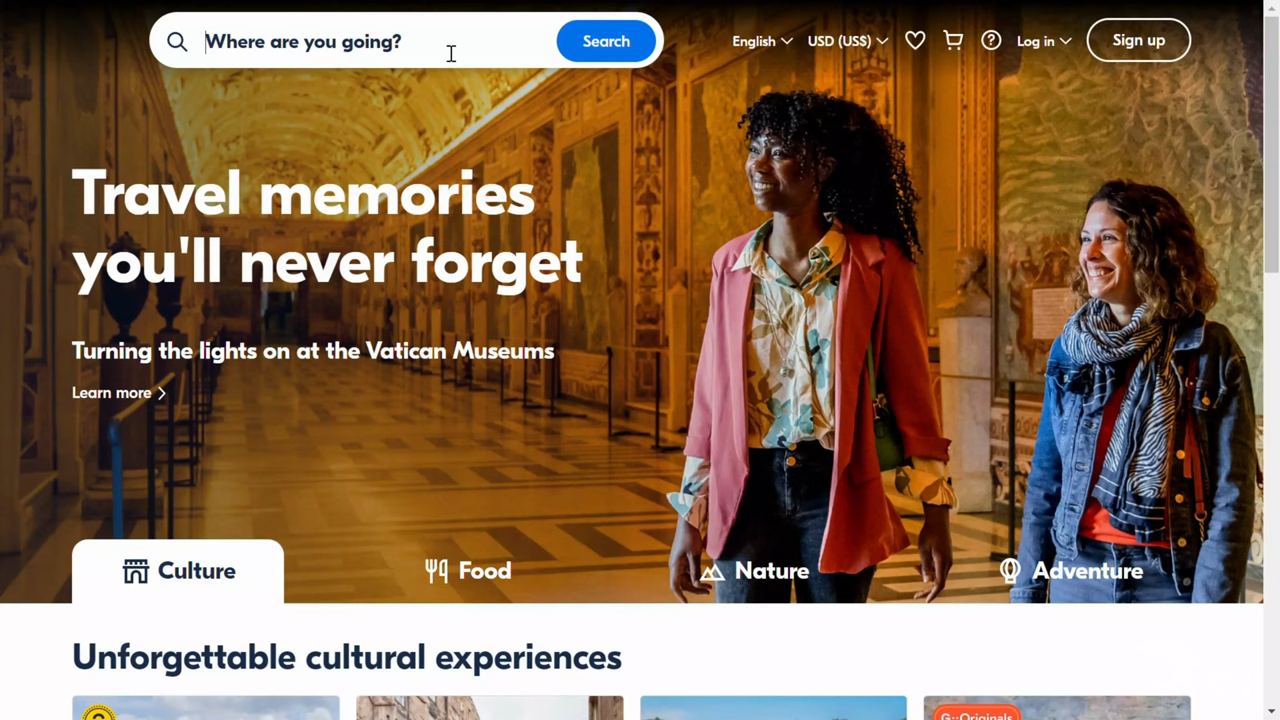 Where are you going?
Search
English
USD (US$)
Log in
Sign up
Travel memories
you'll never forget
Turning the lights on at the Vatican Museums
Learn more
Culture
Food
Nature
Adventure
Unforgettable cultural experiences
G::Originals